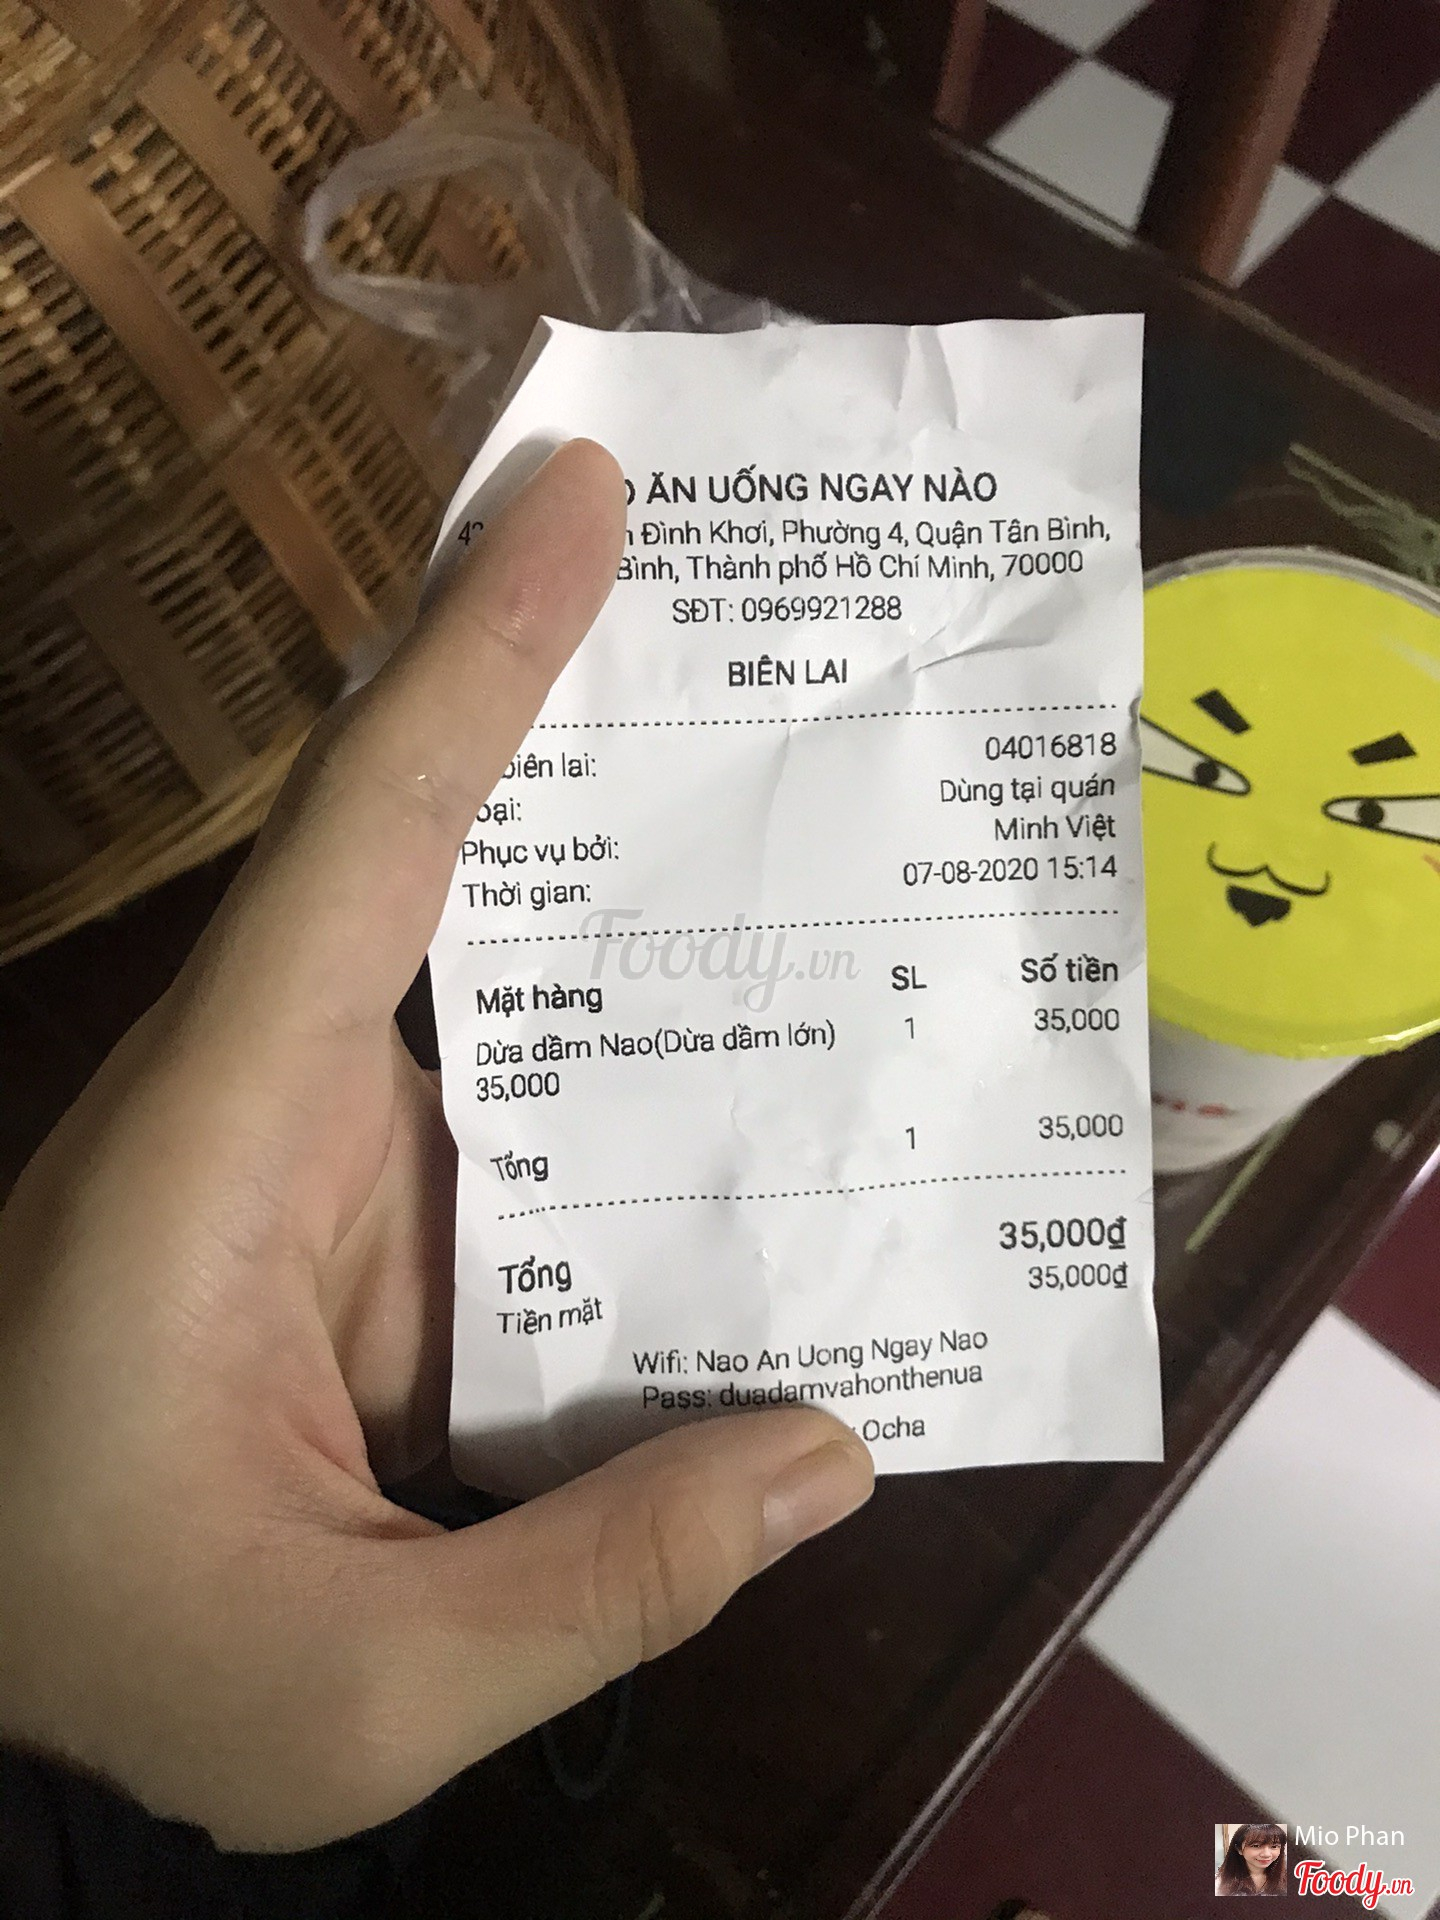 ĂN UỐNG NGAY NÀO
Đình Khơi, Phường 4, Quận Tân Bình,
Bình, Thành phố Hồ Chí Minh, 70000
SĐT: 0969921288
BIÊN LAI
biên lai: 04016818
Dùng tại quán
Phục vụ bởi: Minh Việt
Thời gian: 07-08-2020 15:14
Mặt hàng SL Số tiền
Dừa dầm Nao(Dừa dầm lớn) 1 35,000
35,000
Tổng 1 35,000
Tổng 35,000₫
Tiền mặt 35,000₫
Wifi: Nao An Uong Ngay Nao
Pass: duadamvahonthenua
Ocha
Foody.vn
Mio Phan
Foody.vn